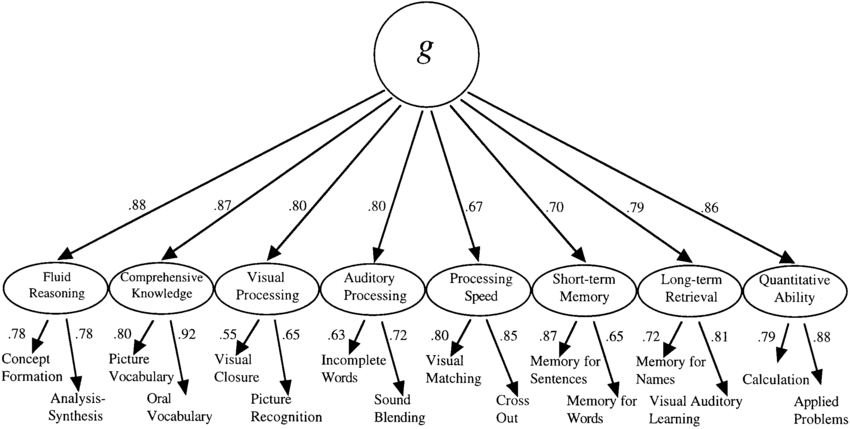 g
.88 .87 .80 .80 .67 .70 .79 .86
Fluid Comprehensive Visual Auditory Processing Short-term Long-term Quantitative
Reasoning Knowledge Processing Processing Speed Memory Retrieval Ability
.78 .78 .80 .92 .55 .65 .63 .72 .80 .85 .87 .65 .72 .81 .79 .88
Concept Picture Visual Incomplete Visual Memory for Memory for
Formation Vocabulary Closure Words Matching Sentences Names Calculation
Analysis- Oral Picture Sound Cross Memory for Visual Auditory Applied
Synthesis Vocabulary Recognition Blending Out Words Learning Problems